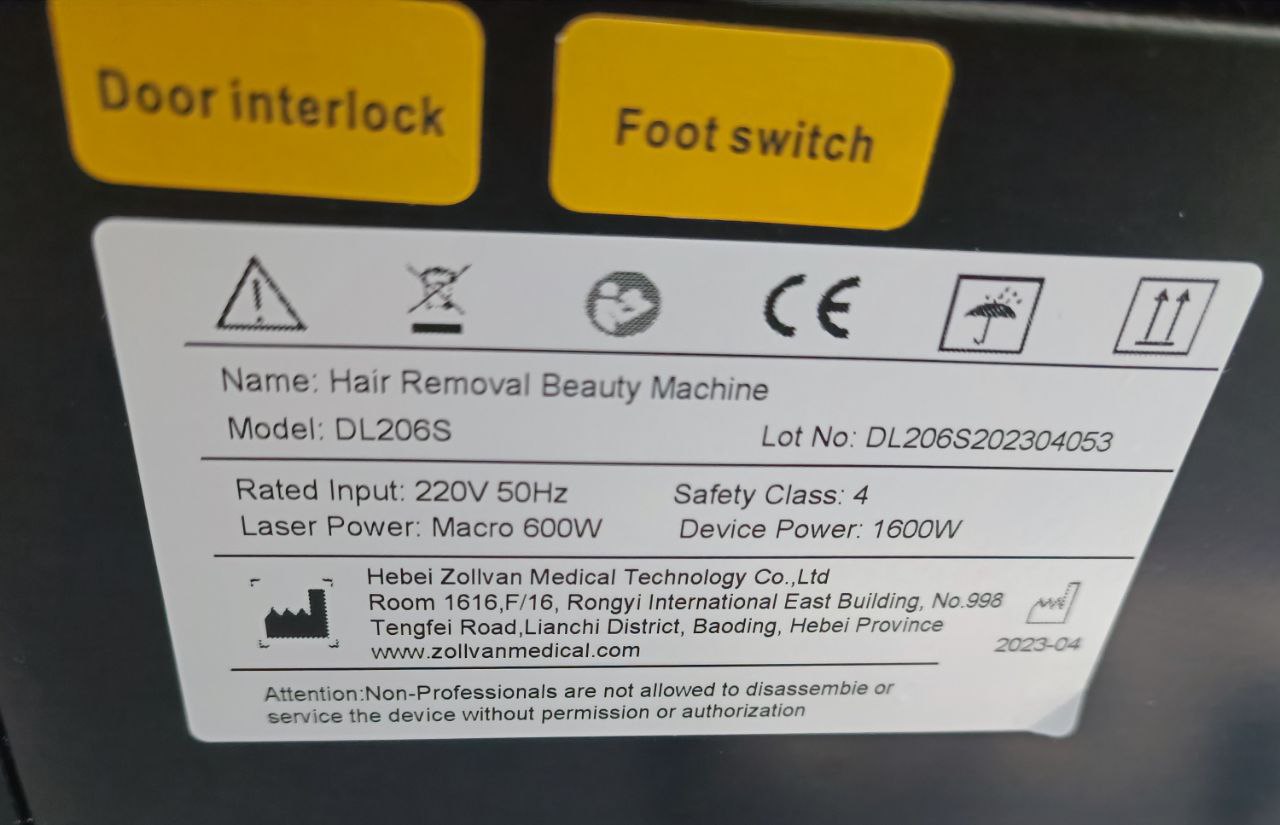 Door interlock
Foot switch
CE
Name: Hair Removal Beauty Machine
Model: DL206S
Lot No: DL206S202304053
Rated Input: 220V 50Hz
Safety Class: 4
Laser Power: Macro 600W
Device Power: 1600W
Hebei Zollvan Medical Technology Co.,Ltd
Room 1616,F/16, Rongyi International East Building, No.998
Tengfei Road,Lianchi District, Baoding, Hebei Province
www.zollvanmedical.com
2023-04
Attention:Non-Professionals are not allowed to disassembie or
service the device without permission or authorization